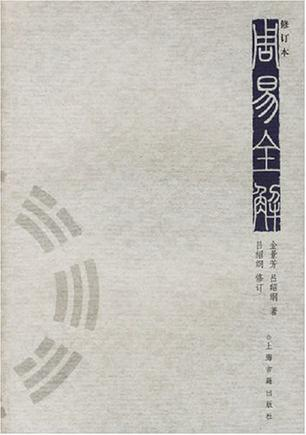 修订本
周易全解
金景芳 吕绍纲 著
吕绍纲 修订
上海古籍出版社